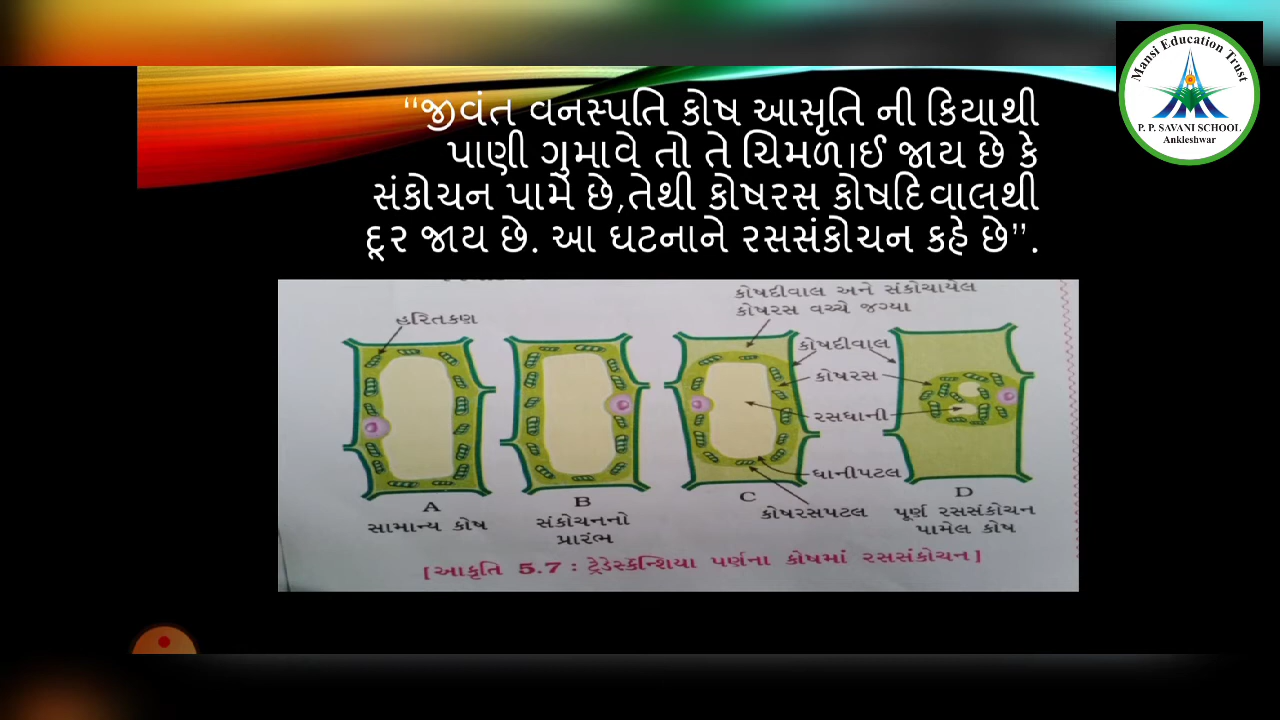 “જીવંત વનસ્પતિ કોષ આસૃતિ ની કિયાથી
પાણી ગુમાવે તો તે ચિમળાઈ જાય છે કે
સંકોચન પામે છે,તેથી કોષરસ કોષદિવાલથી
દૂર જાય છે. આ ઘટનાને રસસંકોચન કહે છે”.
Mansi Education Trust
P. P. SAVANI SCHOOL
Ankleshwar
કોષદીવાલ અને સંકોચાયેલ
કોષરસ વચ્ચે જગ્યા
હરિતકણ
કોષદીવાલ
કોષરસ
રસધાની
ધાનીપટલ
કોષરસપટલ
A
સામાન્ય કોષ
B
સંકોચનનો
પ્રારંભ
C
D
પૂર્ણ રસસંકોચન
પામેલ કોષ
[આકૃતિ 5.7 : ટ્રેડેસ્કેન્શિયા પર્ણના કોષમાં રસસંકોચન]